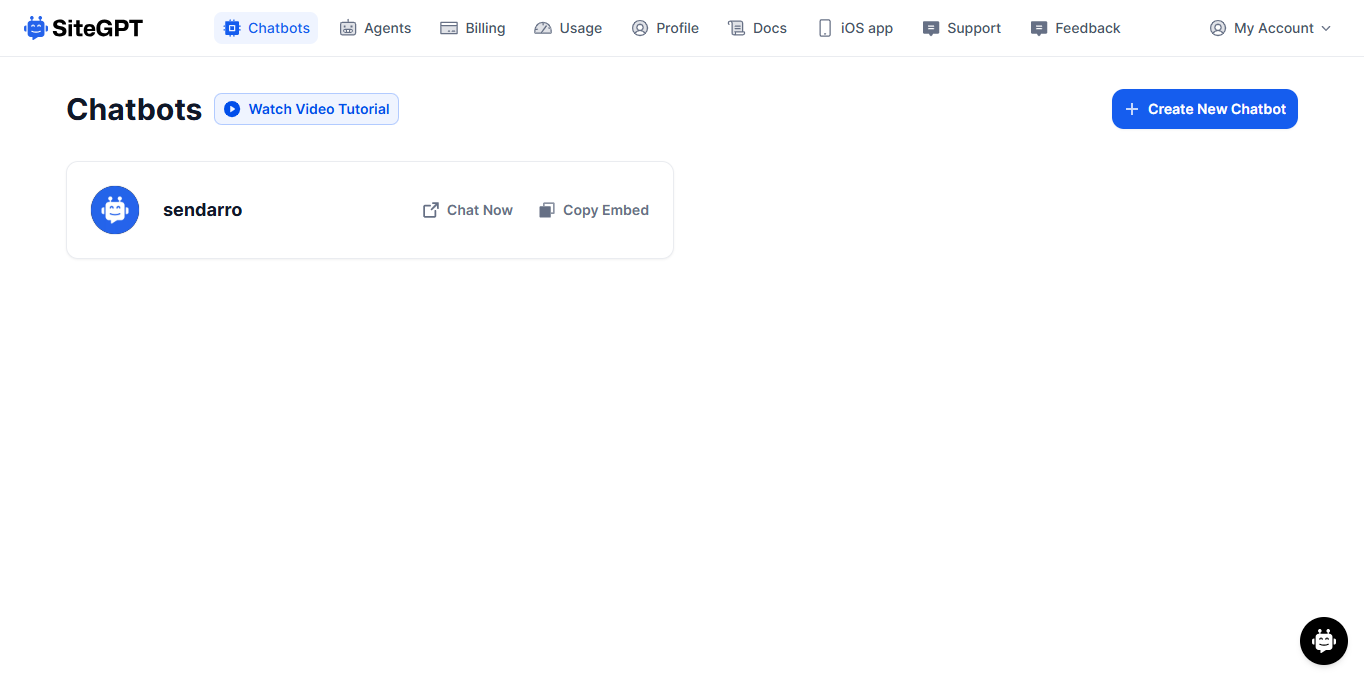 SiteGPT Chatbots Agents Billing Usage Profile Docs iOS app Support Feedback My Account
Chatbots Watch Video Tutorial Create New Chatbot
sendarro Chat Now Copy Embed